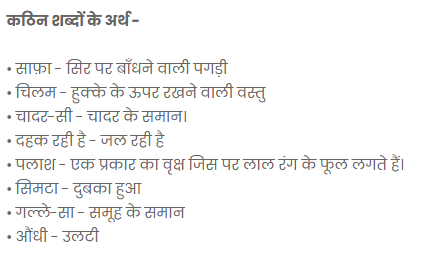 कठिन शब्दों के अर्थ -
• साफ़ा - सिर पर बाँधने वाली पगड़ी
• चिलम - हुक्के के ऊपर रखने वाली वस्तु
• चादर-सी - चादर के समान।
• दहक रही है - जल रही है
• पलाश - एक प्रकार का वृक्ष जिस पर लाल रंग के फूल लगते हैं।
• सिमटा - दुबका हुआ
• गल्ले-सा - समूह के समान
• औंधी - उलटी